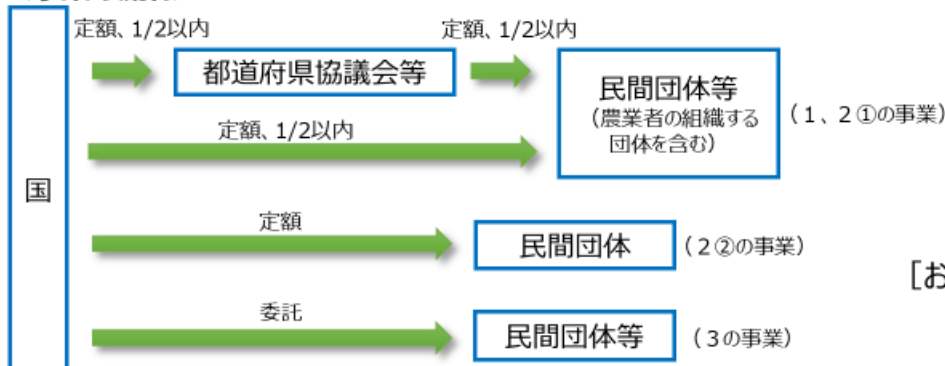 定額、1/2以内
定額、1/2以内
都道府県協議会等
民間団体等
（農業者の組織する
団体を含む）
（１、２①の事業）
定額、1/2以内
国
定額
民間団体
（２②の事業）
［お
委託
民間団体等
（３の事業）